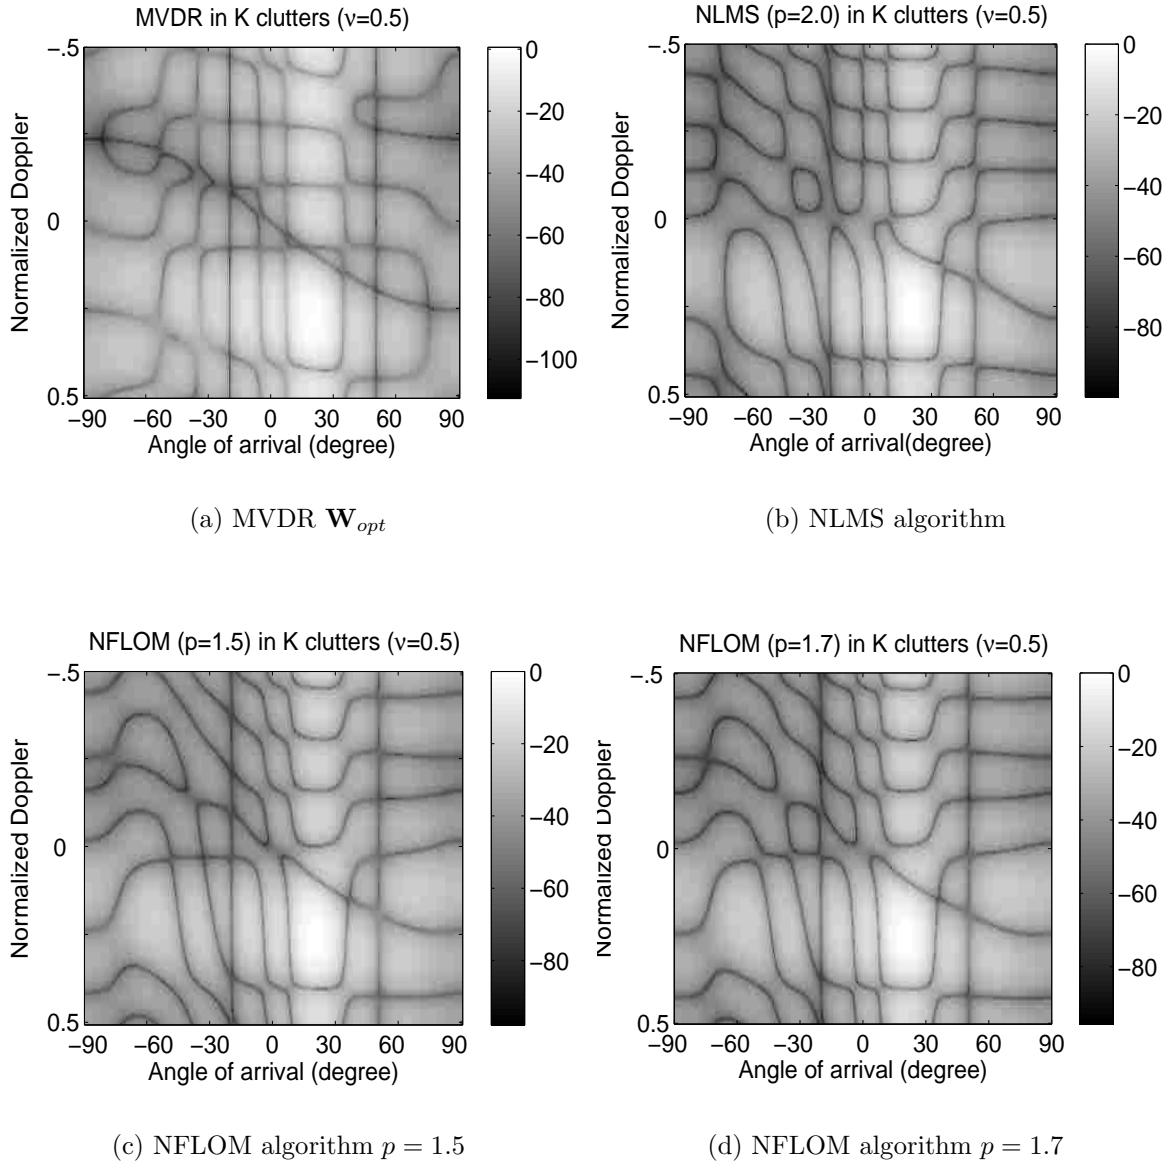 MVDR in K clutters (ν=0.5)
Normalized Doppler
−.5
0
0.5
−90 −60 −30 0 30 60 90
Angle of arrival (degree)
0
−20
−40
−60
−80
−100
(a) MVDR W_opt
NLMS (p=2.0) in K clutters (ν=0.5)
Normalized Doppler
−.5
0
0.5
−90 −60 −30 0 30 60 90
Angle of arrival(degree)
0
−20
−40
−60
−80
(b) NLMS algorithm
NFLOM (p=1.5) in K clutters (ν=0.5)
Normalized Doppler
−.5
0
0.5
−90 −60 −30 0 30 60 90
Angle of arrival (degree)
0
−20
−40
−60
−80
(c) NFLOM algorithm p = 1.5
NFLOM (p=1.7) in K clutters (ν=0.5)
Normalized Doppler
−.5
0
0.5
−90 −60 −30 0 30 60 90
Angle of arrival (degree)
0
−20
−40
−60
−80
(d) NFLOM algorithm p = 1.7